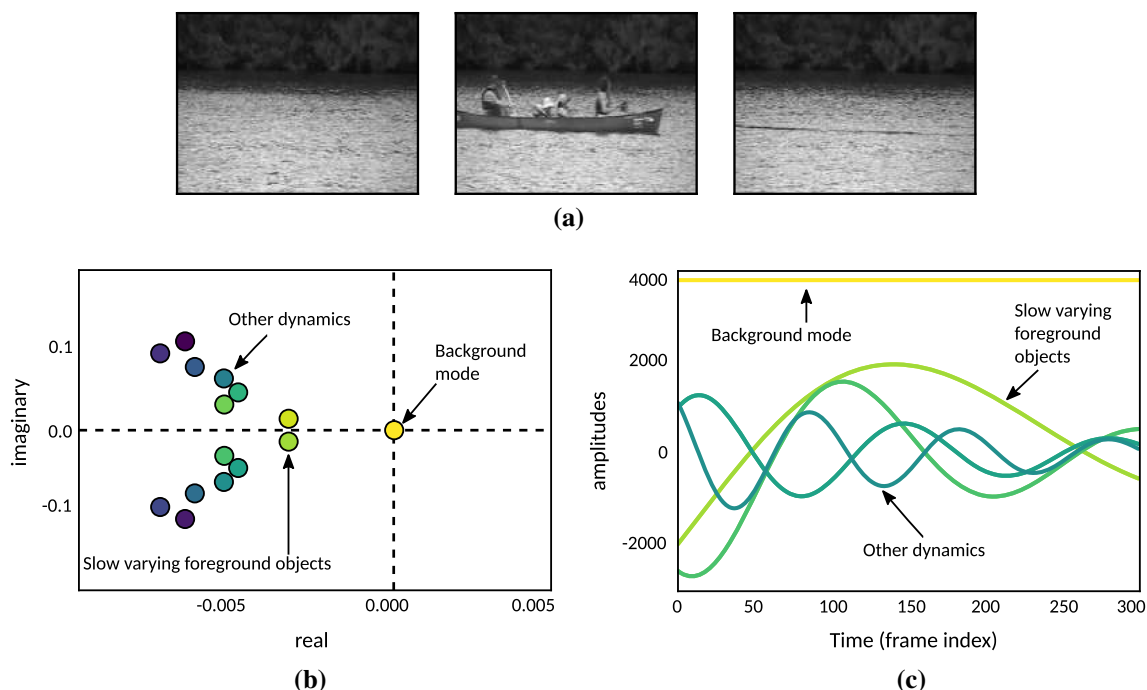 (a)
Other dynamics
Background
mode
Slow varying foreground objects
0.1
0.0
-0.1
imaginary
-0.005
0.000
0.005
real
(b)
4000
2000
0
-2000
amplitudes
Background mode
Slow varying
foreground
objects
Other dynamics
0
50
100
150
200
250
300
Time (frame index)
(c)